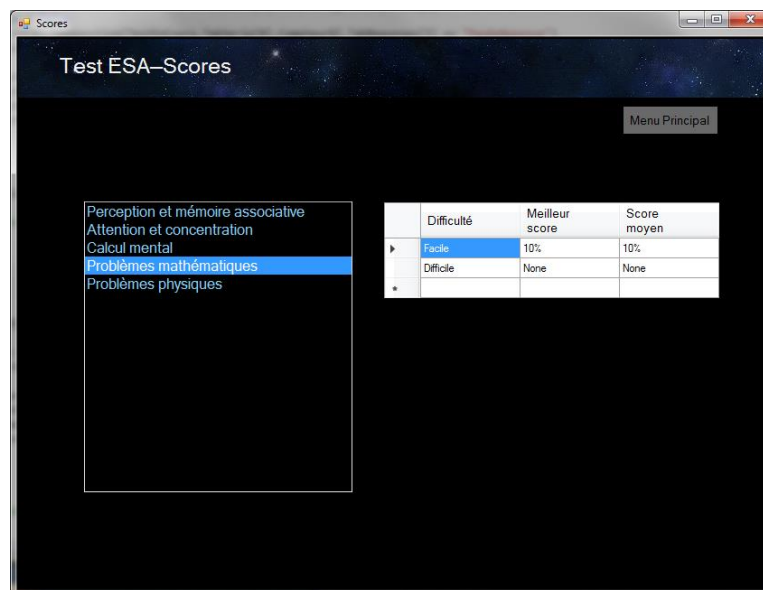 Scores
Test ESA–Scores
Menu Principal
Perception et mémoire associative
Attention et concentration
Calcul mental
Problèmes mathématiques
Problèmes physiques
Difficulté Meilleur score Score moyen
Facile 10% 10%
Difficile None None